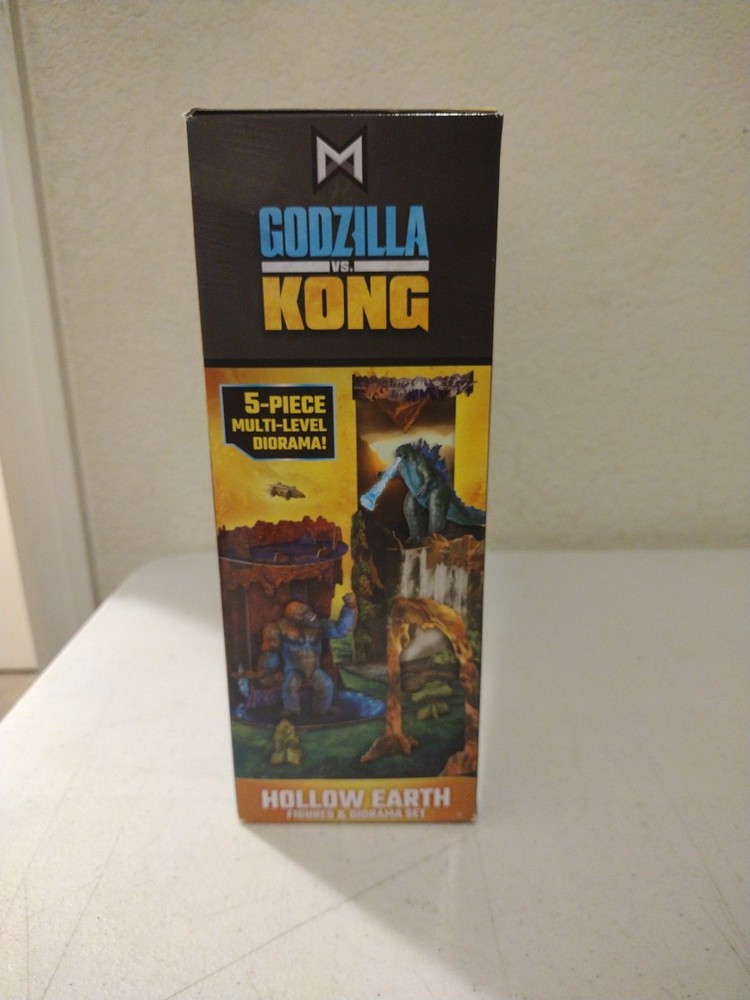 M
GODZILLA
VS.
KONG
5-PIECE
MULTI-LEVEL
DIORAMA!
HOLLOW EARTH
FIGURES & DIORAMA SET